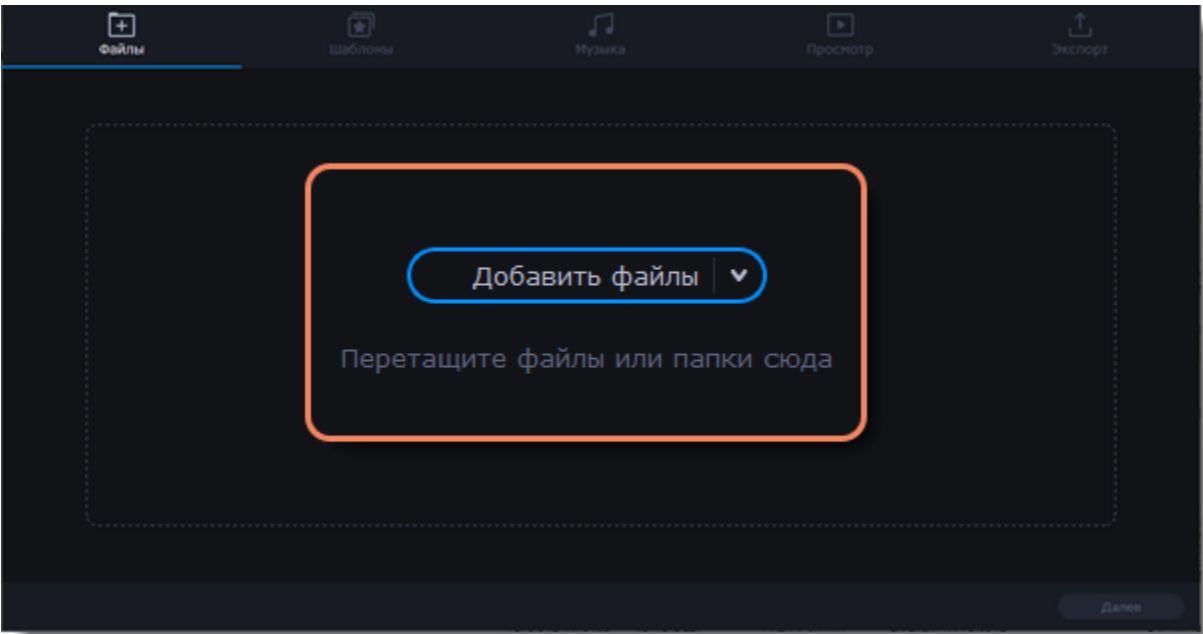 Файлы
Шаблоны
Музыка
Просмотр
Экспорт
Добавить файлы
Перетащите файлы или папки сюда
Далее